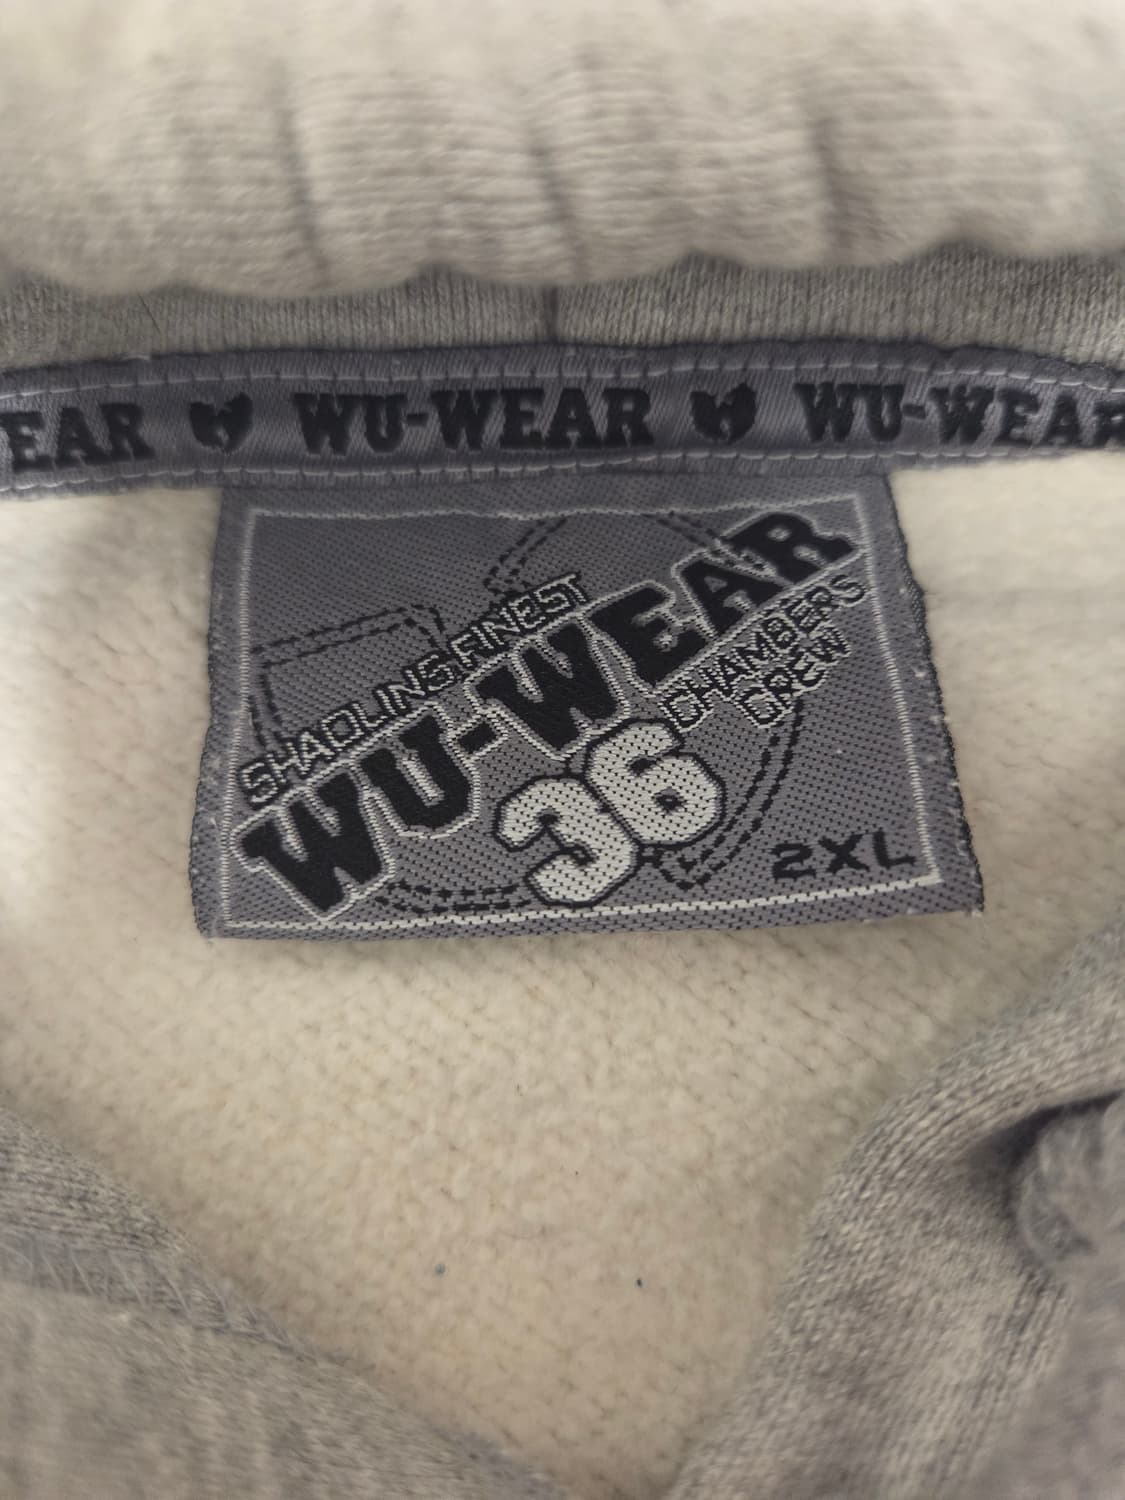 EAR WU-WEAR WU-WEAR
SHAOLINS FINEST
WU-WEAR
CHAMBERS
CREW
36
2XL